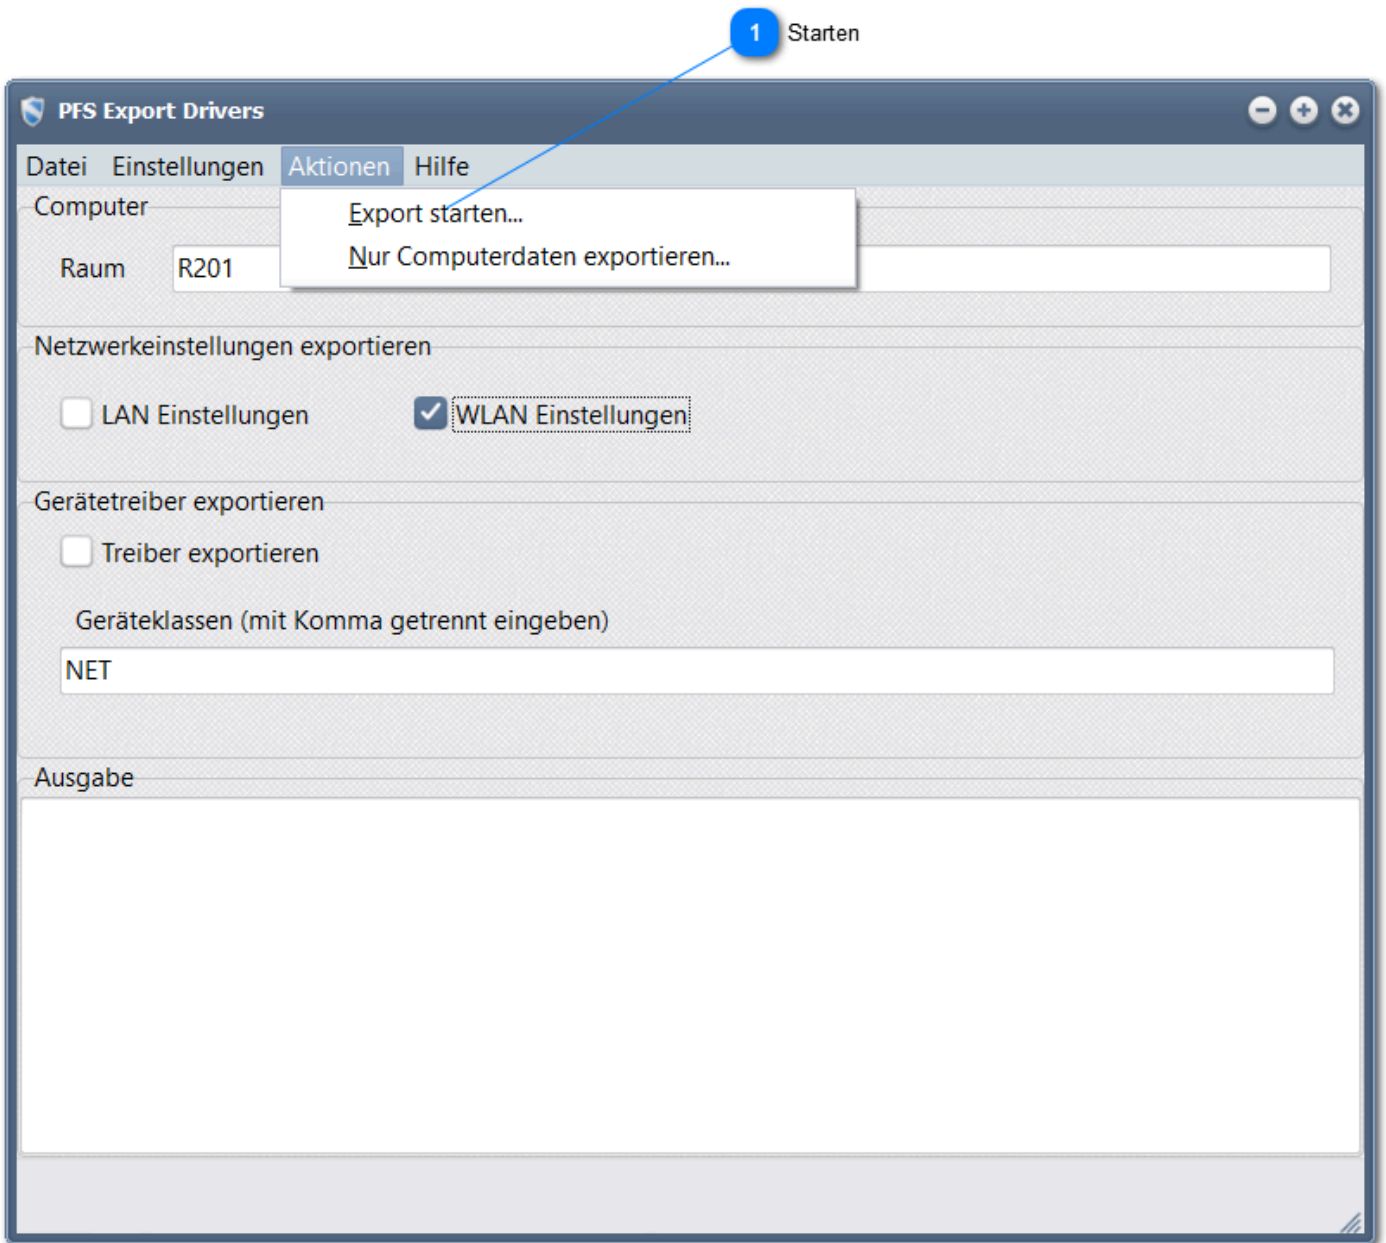 1 Starten
PFS Export Drivers
Datei Einstellungen Aktionen Hilfe
Computer
Export starten...
Nur Computerdaten exportieren...
Raum R201
Netzwerkeinstellungen exportieren
LAN Einstellungen WLAN Einstellungen
Gerätetreiber exportieren
Treiber exportieren
Geräteklassen (mit Komma getrennt eingeben)
NET
Ausgabe